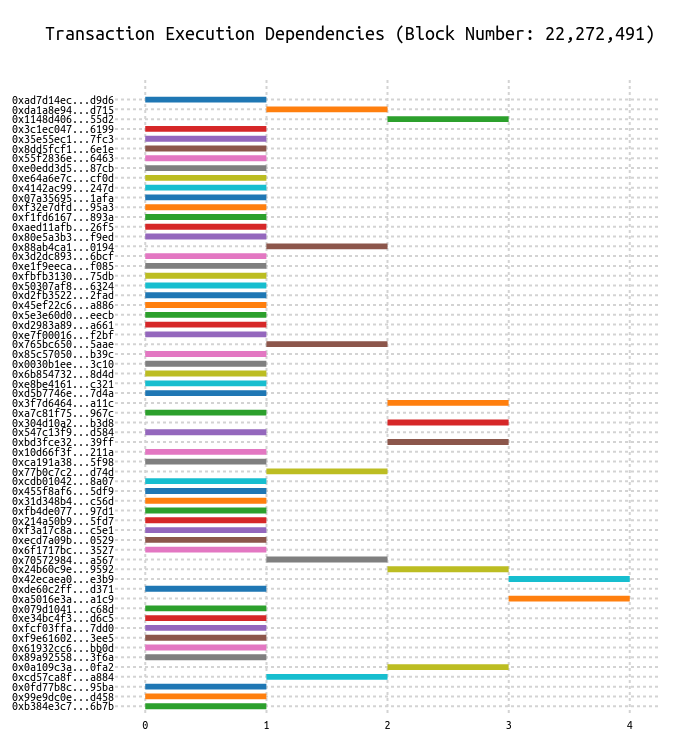 Transaction Execution Dependencies (Block Number: 22,272,491)
0xad7d14ec...d9d6
0xda1a8e94...d715
0x1148d406...55d2
0x3c1ec047...6199
0x35e55ec1...7fc3
0x8dd5fcf1...6e1e
0x55f2836e...6463
0xe0edd3d5...87cb
0xe64a6e7c...cf0d
0x4142ac99...247d
0x07a35695...1afa
0xf32e7dfd...95a3
0xf1fd6167...893a
0xaed11afb...26f5
0x80e5a3b3...f9ed
0x88ab4ca1...0194
0x3d2dc893...6bcf
0xe1f9eeca...f085
0xfbfb3130...75db
0x50307af8...6324
0xd2fb3522...2fad
0x45ef22c6...a886
0x5e3e60d0...eecb
0xd2983a89...a661
0xe7f00016...f2bf
0x765bc650...5aae
0x85c57050...b39c
0x0030b1ee...3c10
0x6b854732...8d4d
0xe8be4161...c321
0xd5b7746e...7d4a
0x3f7d6464...a11c
0xa7c81f75...967c
0x304d10a2...b3d8
0x547c13f9...d584
0xbd3fce32...39ff
0x10d66f3f...211a
0xca191a38...5f98
0x77b0c7c2...d74d
0xcdb01042...8a07
0x455f8af6...5df9
0x31d348b4...c56d
0xfb4de077...97d1
0x214a50b9...5fd7
0xf3a17c8a...c5e1
0xecd7a09b...0529
0x6f1717bc...3527
0x70572984...a567
0x24b60c9e...9592
0x42ecaea0...e3b9
0xde60c2ff...d371
0xa5016e3a...a1c9
0x079d1041...c68d
0xe34bc4f3...d6c5
0xfcf03ffa...7dd0
0xf9e61602...3ee5
0x61932cc6...bb0d
0x89a92558...3f6a
0x0a109c3a...0fa2
0xcd57ca8f...a884
0x0fd77b8c...95ba
0x99e9dc0e...d458
0xb384e3c7...6b7b
0 1 2 3 4